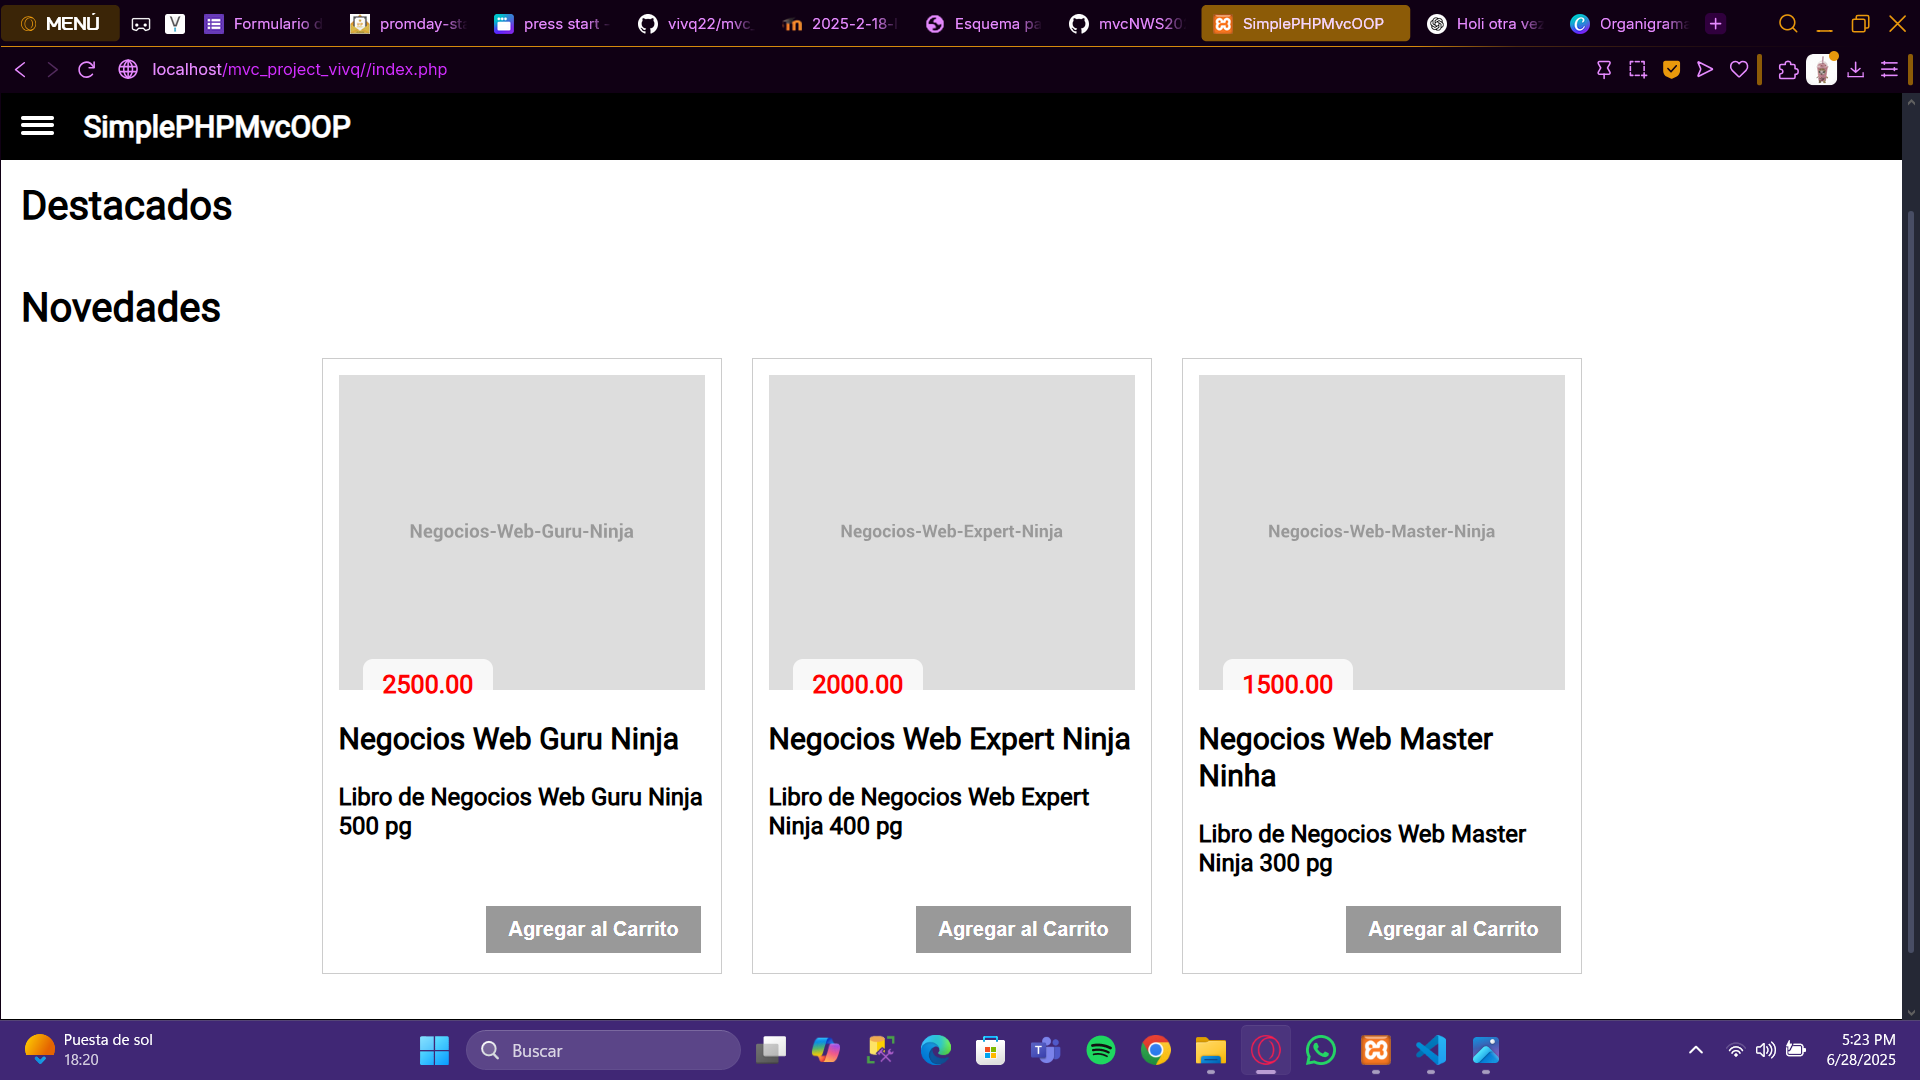 MENÚ
Formulario d
promday-sta
press start -
vivq22/mvc_
2025-2-18-
Esquema pa
mvcNWS20
SimplePHPMvcOOP
Holi otra vez
Organigrama
localhost/mvc_project_vivq//index.php
SimplePHPMvcOOP
Destacados
Novedades
Negocios-Web-Guru-Ninja
2500.00
Negocios Web Guru Ninja
Libro de Negocios Web Guru Ninja
500 pg
Agregar al Carrito
Negocios-Web-Expert-Ninja
2000.00
Negocios Web Expert Ninja
Libro de Negocios Web Expert
Ninja 400 pg
Agregar al Carrito
Negocios-Web-Master-Ninja
1500.00
Negocios Web Master
Ninha
Libro de Negocios Web Master
Ninja 300 pg
Agregar al Carrito
Puesta de sol
18:20
Buscar
5:23 PM
6/28/2025